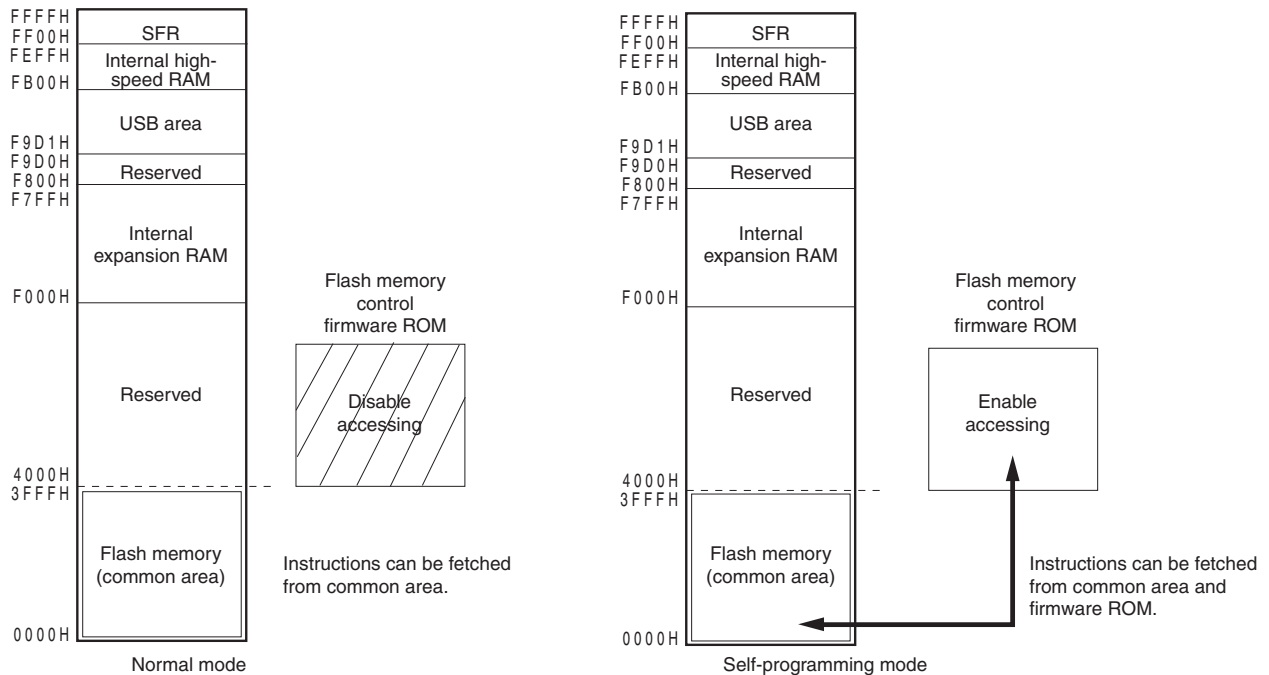 FFFFH
SFR
FF00H
FEFFH
Internal high-
speed RAM
FB00H
USB area
F9D1H
F9D0H
Reserved
F800H
F7FFH
Internal
expansion RAM
F000H
Reserved
4000H
3FFFH
Flash memory
(common area)
0000H
Normal mode
Flash memory
control
firmware ROM
Disable
accessing
Instructions can be fetched
from common area.
FFFFH
SFR
FF00H
FEFFH
Internal high-
speed RAM
FB00H
USB area
F9D1H
F9D0H
Reserved
F800H
F7FFH
Internal
expansion RAM
F000H
Reserved
4000H
3FFFH
Flash memory
(common area)
0000H
Self-programming mode
Flash memory
control
firmware ROM
Enable
accessing
Instructions can be fetched
from common area and
firmware ROM.